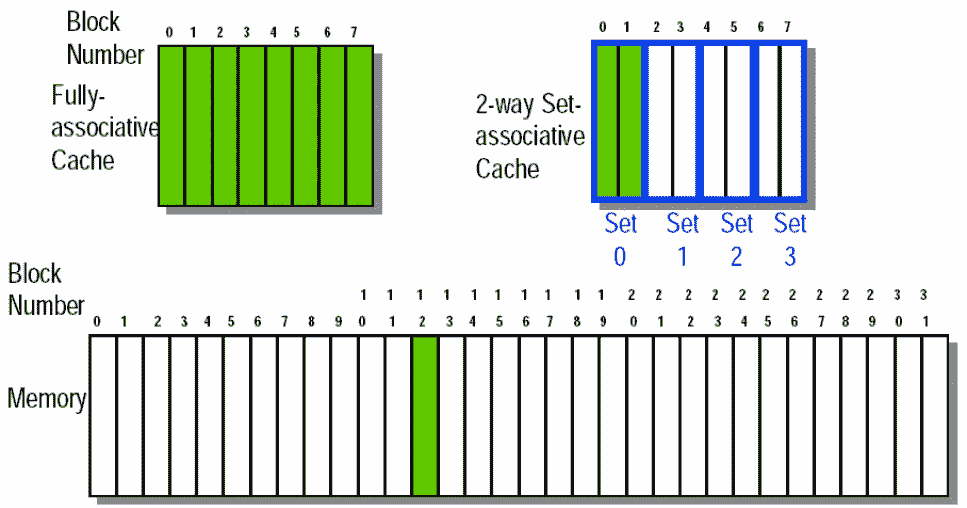 Block
Number
0 1 2 3 4 5 6 7
Fully-
associative
Cache
0 1 2 3 4 5 6 7
2-way Set-
associative
Cache
Set Set Set Set
0 1 2 3
Block
Number
1 1 1 1 1 1 1 1 1 1 2 2 2 2 2 2 2 2 2 2 3 3
0 1 2 3 4 5 6 7 8 9 0 1 2 3 4 5 6 7 8 9 0 1 2 3 4 5 6 7 8 9 0 1
Memory